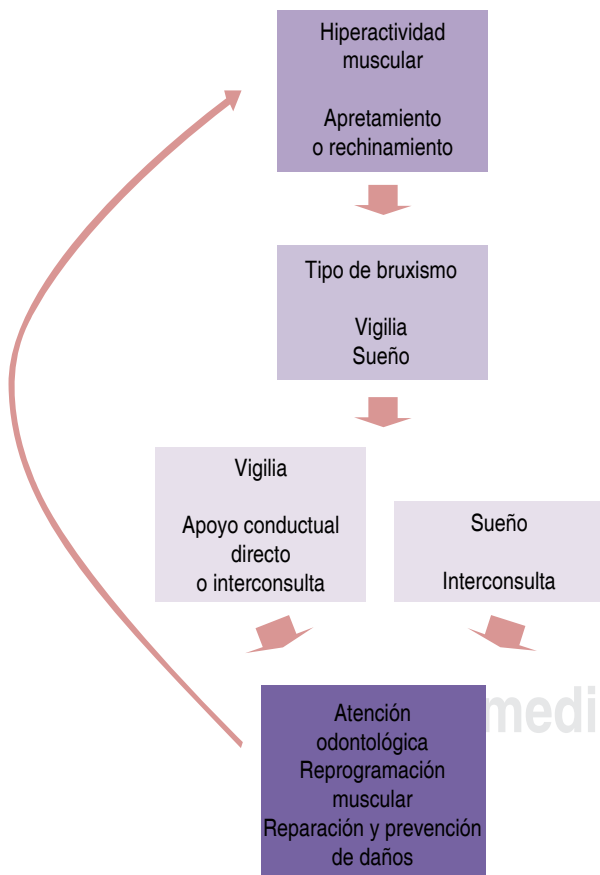 Hiperactividad
muscular
Apretamiento
o rechinamiento
Tipo de bruxismo
Vigilia
Sueño
Vigilia
Apoyo conductual
directo
o interconsulta
Sueño
Interconsulta
Atención
odontológica
Reprogramación
muscular
Reparación y prevención
de daños
medi